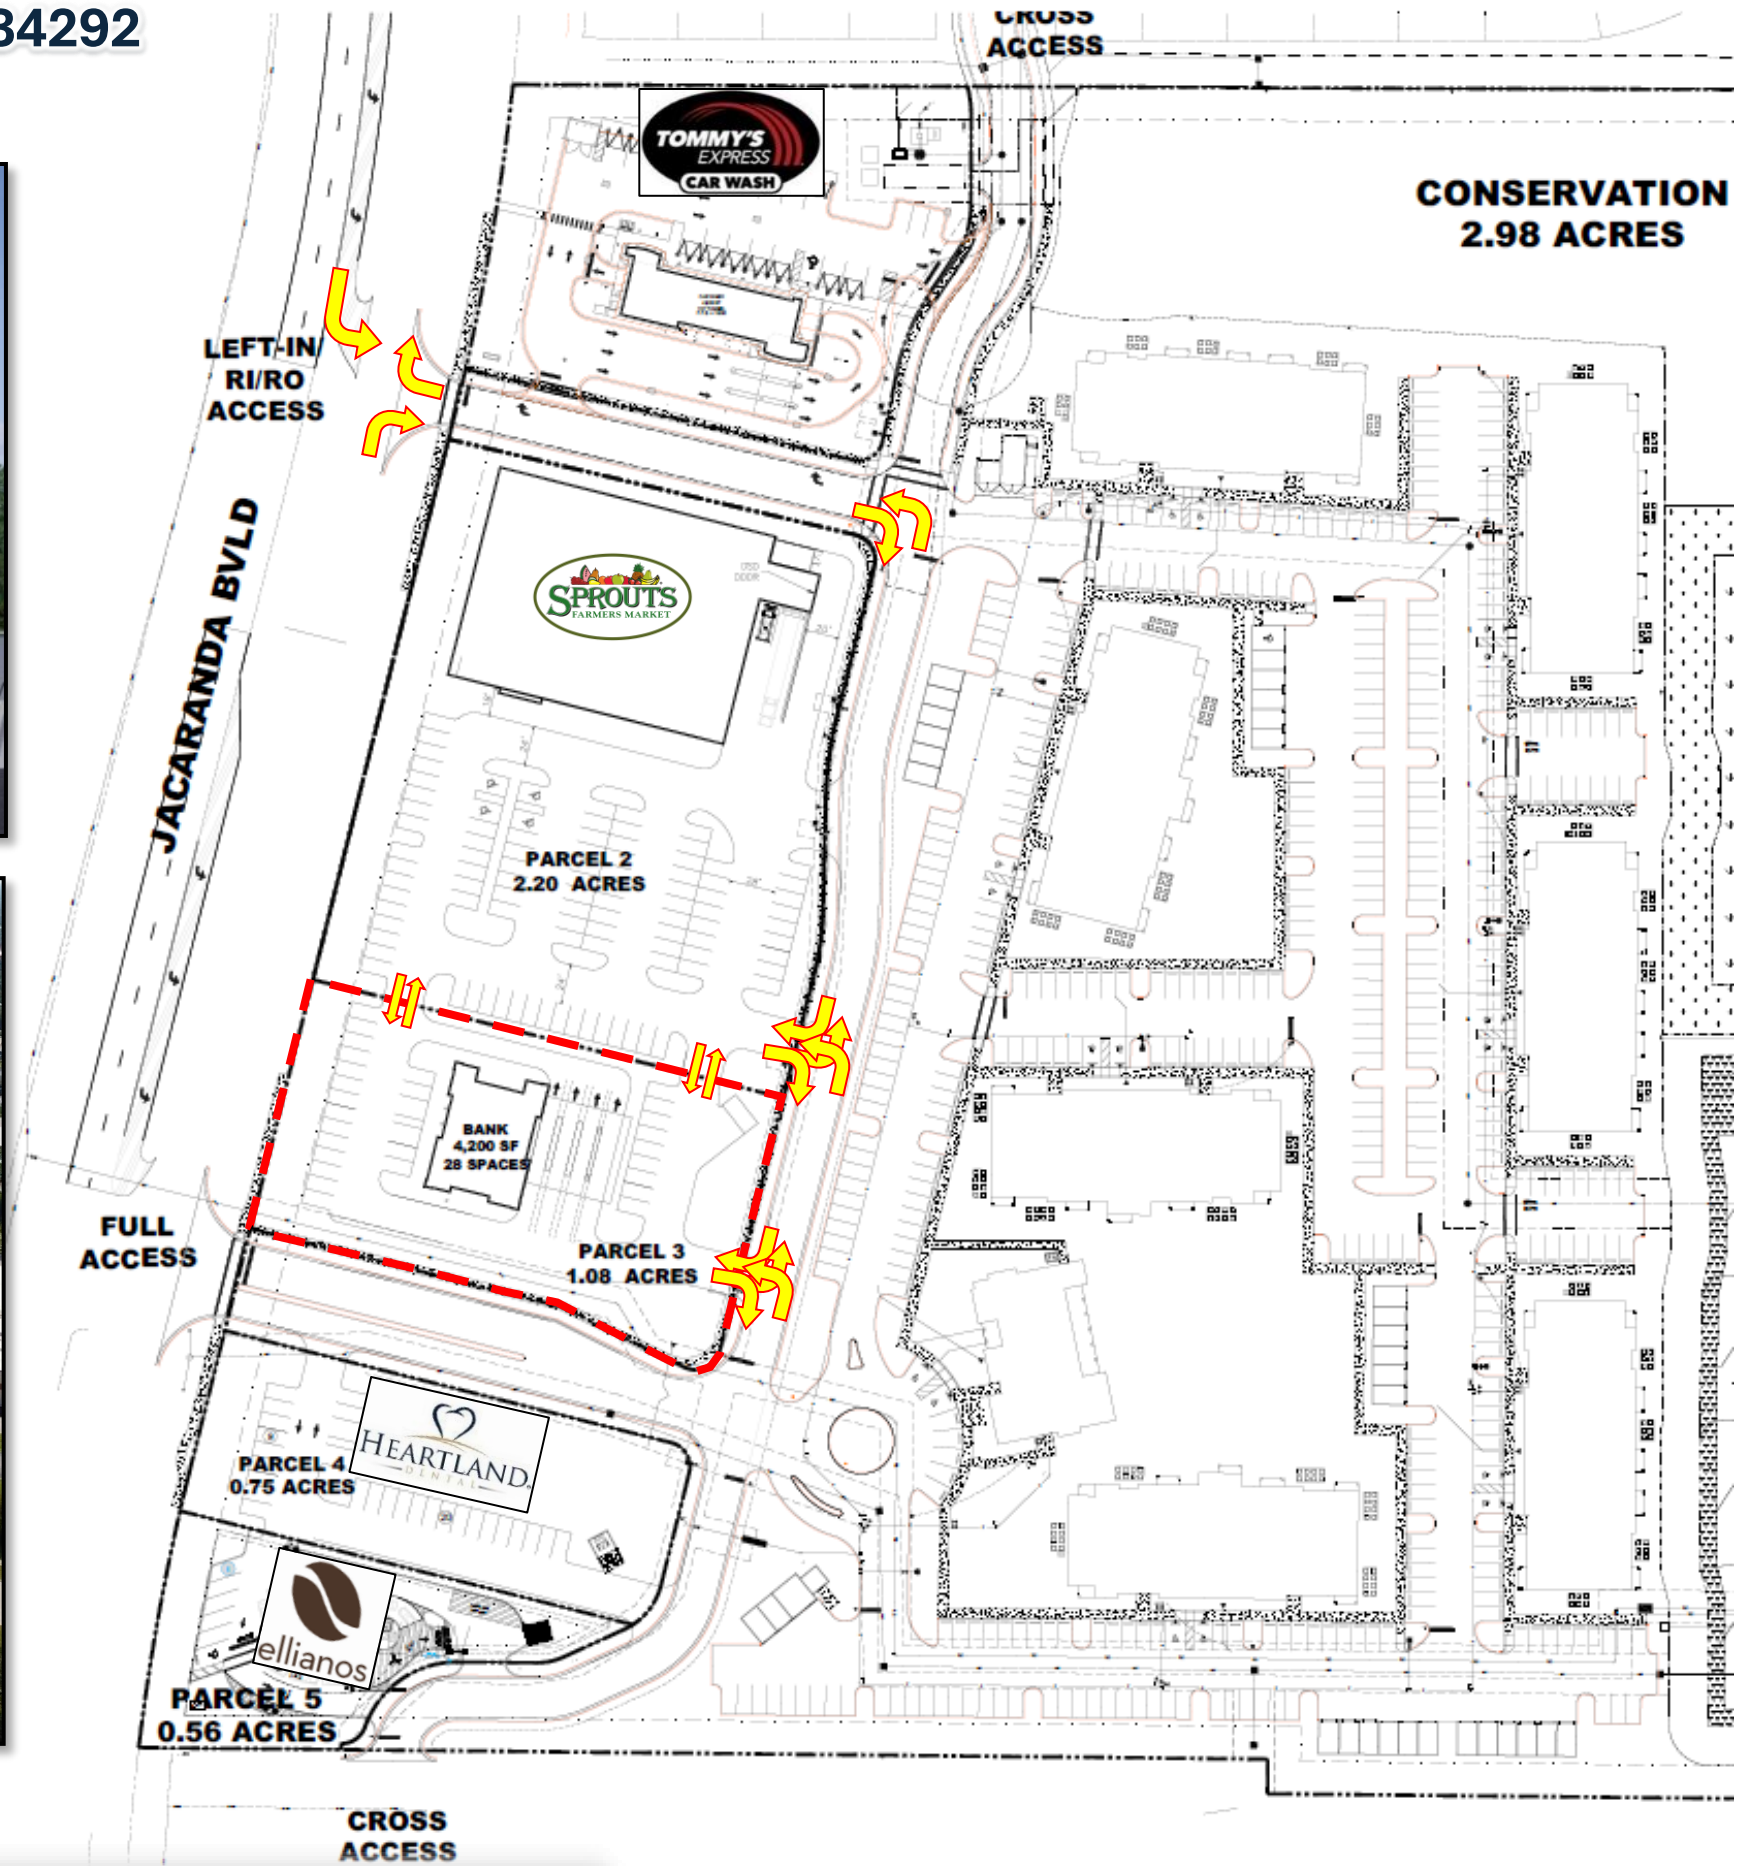 34292
CROSS
ACCESS
TOMMY'S
EXPRESS
CAR WASH
CONSERVATION
2.98 ACRES
LEFT-IN/
RI/RO
ACCESS
JACARANDA BVLD
SPROUTS
FARMERS MARKET
PARCEL 2
2.20 ACRES
BANK
4,200 SF
28 SPACES
FULL
ACCESS
PARCEL 3
1.08 ACRES
HEARTLAND
DENTAL
PARCEL 4
0.75 ACRES
ellianos
PARCEL 5
0.56 ACRES
CROSS
ACCESS